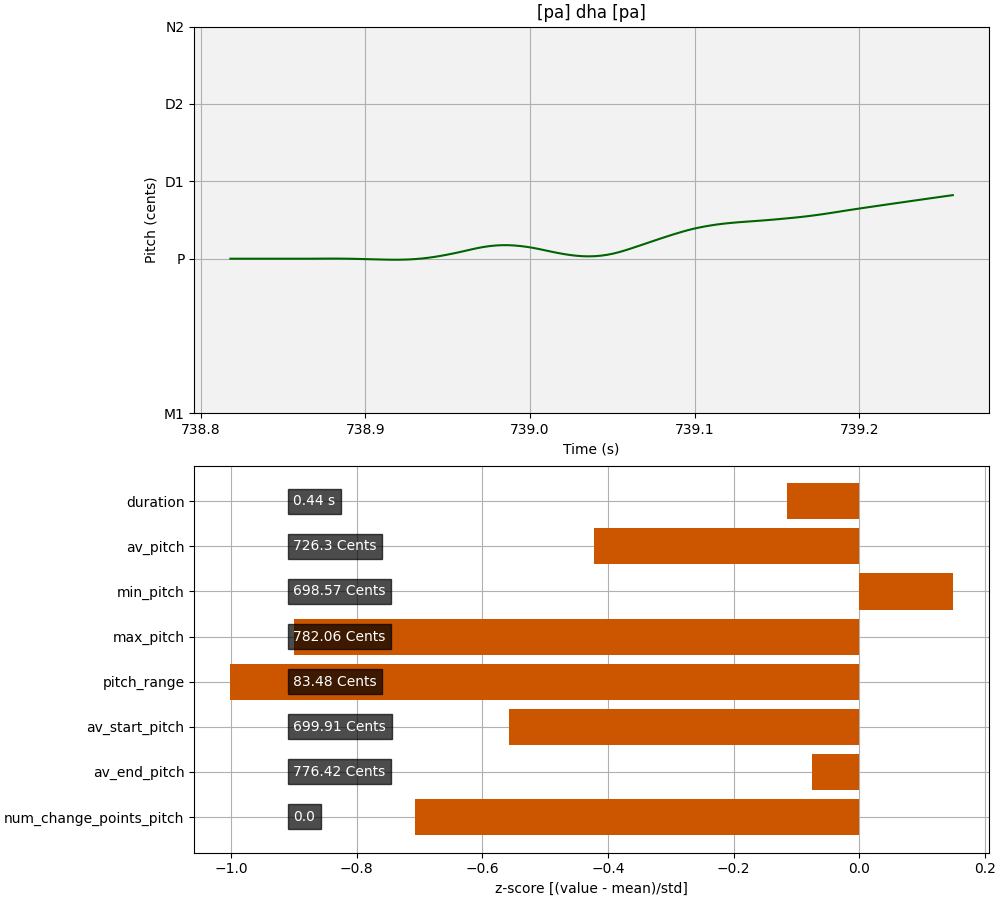 [pa] dha [pa]
N2
D2
D1
P
M1
Pitch (cents)
738.8 738.9 739.0 739.1 739.2
Time (s)
duration 0.44 s
av_pitch 726.3 Cents
min_pitch 698.57 Cents
max_pitch 782.06 Cents
pitch_range 83.48 Cents
av_start_pitch 699.91 Cents
av_end_pitch 776.42 Cents
num_change_points_pitch 0.0
−1.0 −0.8 −0.6 −0.4 −0.2 0.0 0.2
z-score [(value - mean)/std]